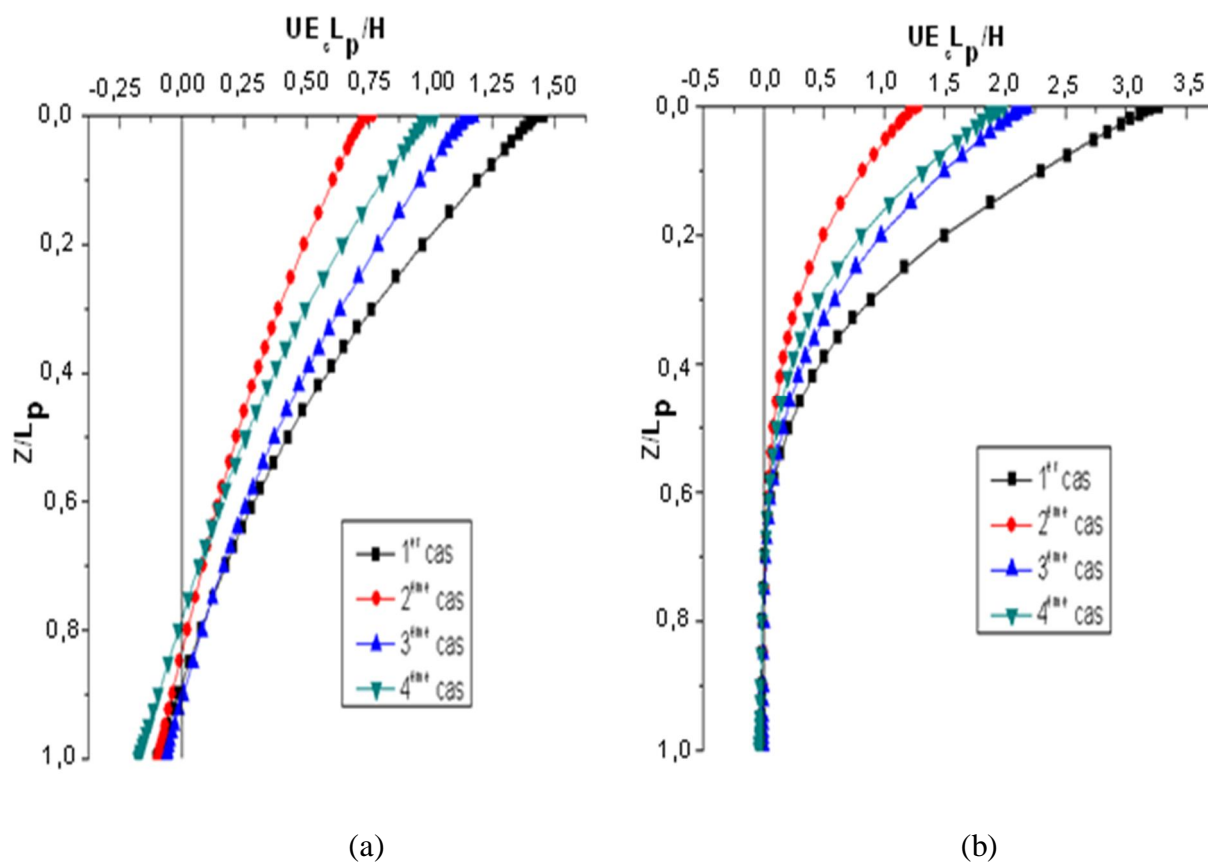 UE c L p /H
-0,25 0,00 0,25 0,50 0,75 1,00 1,25 1,50
0,0
0,2
0,4
0,6
0,8
1,0
Z/L p
1er cas
2ème cas
3ème cas
4ème cas
(a)
UE c L p /H
-0,5 0,0 0,5 1,0 1,5 2,0 2,5 3,0 3,5
0,0
0,2
0,4
0,6
0,8
1,0
Z/L p
1er cas
2ème cas
3ème cas
4ème cas
(b)